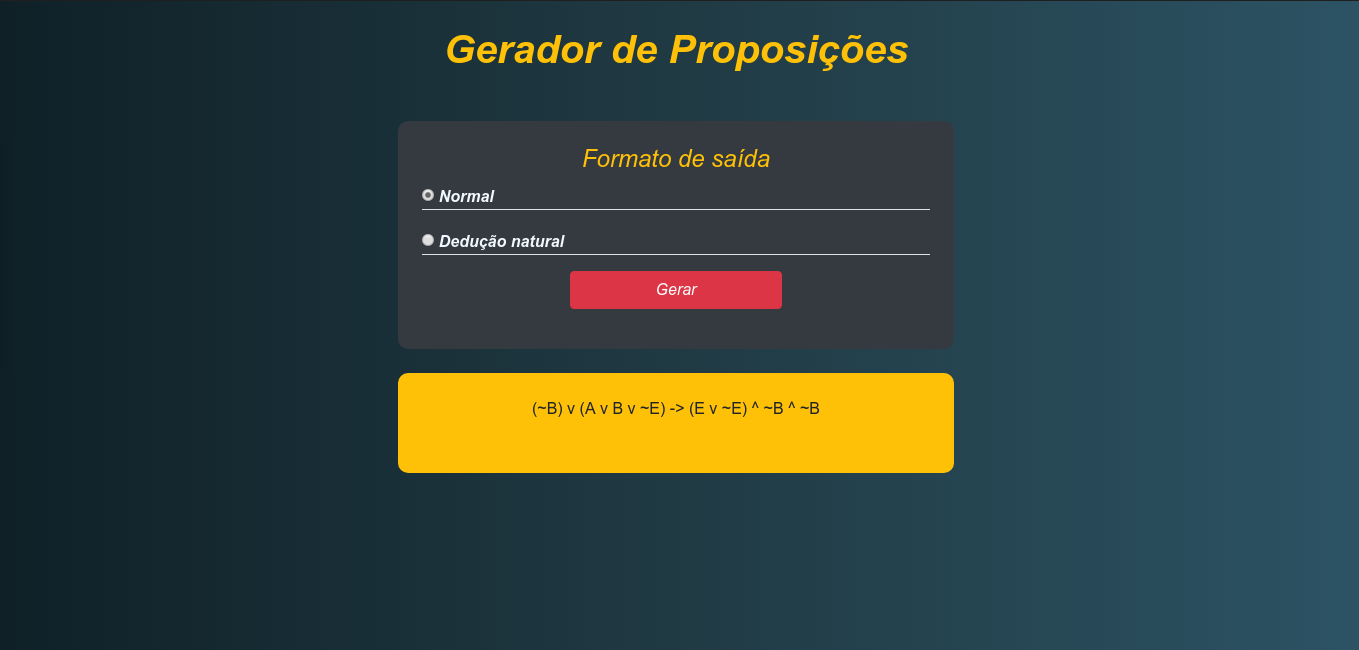 Gerador de Proposições
Formato de saída
Normal
Dedução natural
Gerar
(~B) v (A v B v ~E) -> (E v ~E) ^ ~B ^ ~B